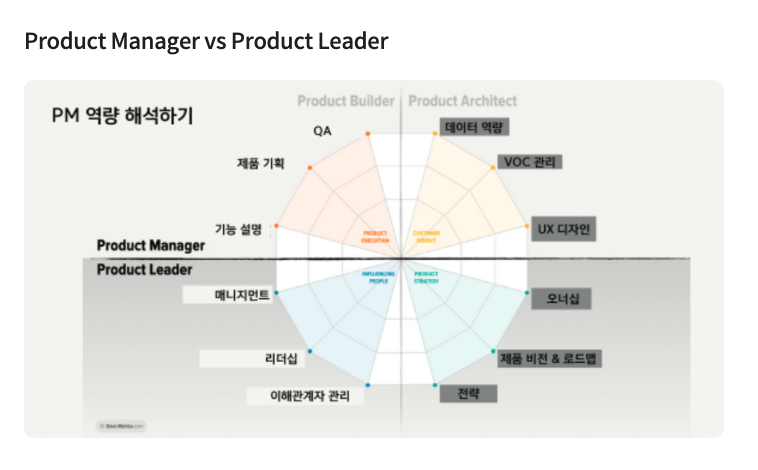 Product Manager vs Product Leader
PM 역량 해석하기
Product Builder
Product Architect
QA
데이터 역량
제품 기획
VOC 관리
기능 설명
UX 디자인
PRODUCT
EXECUTION
CUSTOMER
INSIGHT
Product Manager
Product Leader
INFLUENCING
PEOPLE
PRODUCT
STRATEGY
매니지먼트
오너십
리더십
제품 비전 & 로드맵
이해관계자 관리
전략